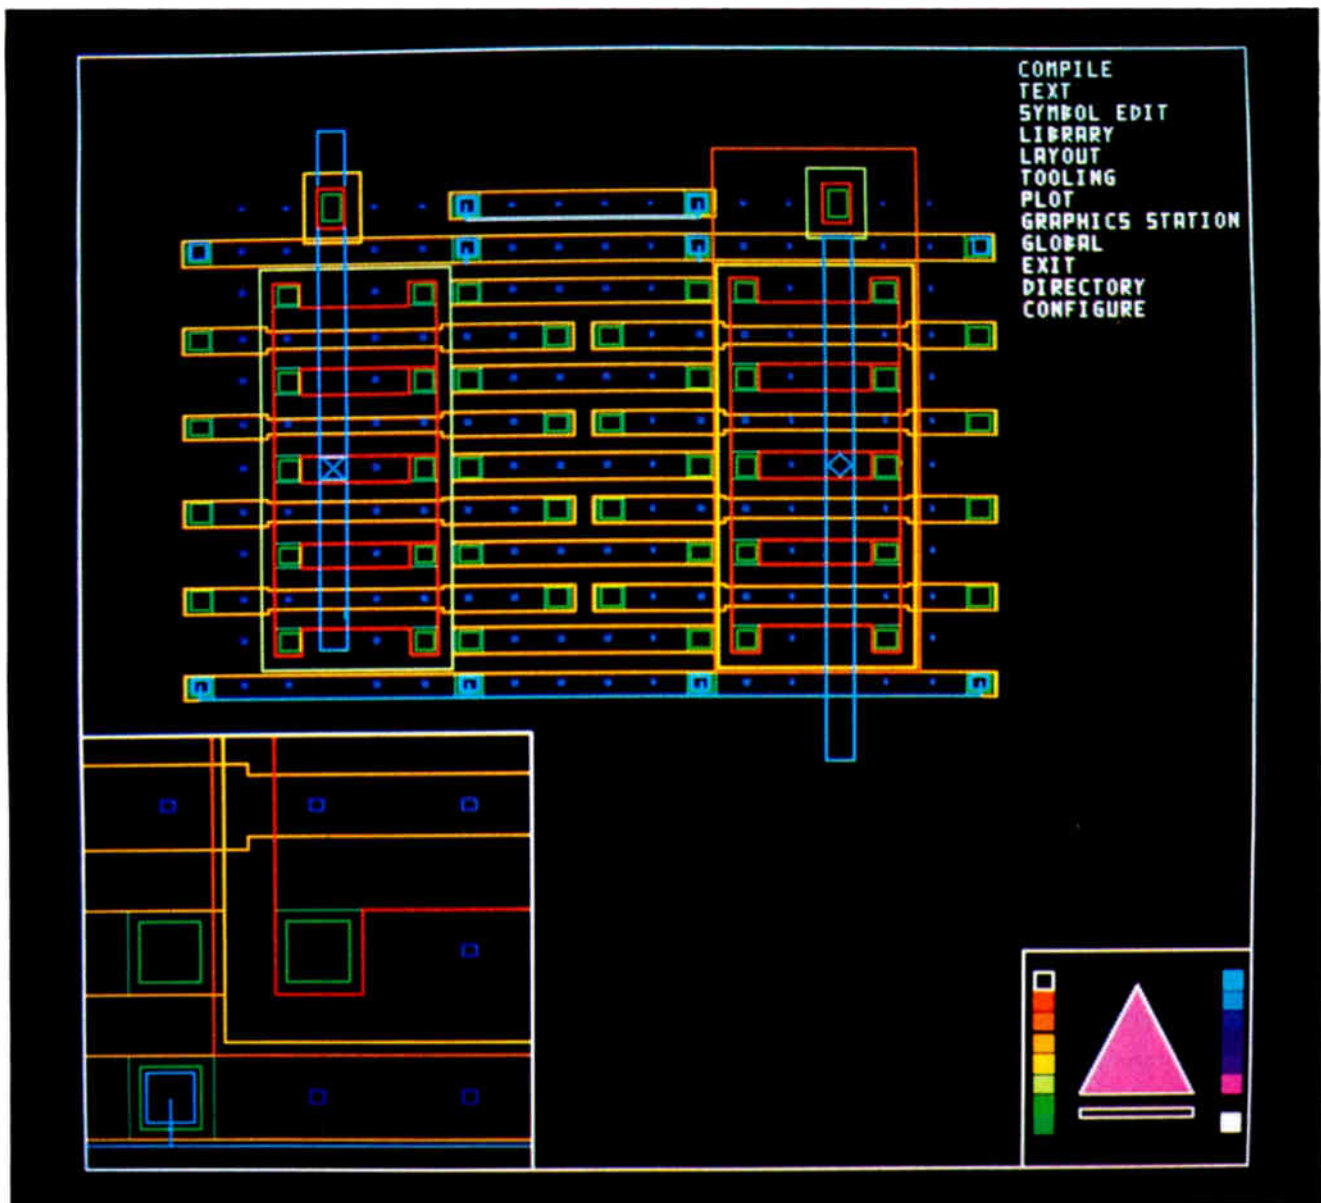 COMPILE
TEXT
SYMBOL EDIT
LIBRARY
LAYOUT
TOOLING
PLOT
GRAPHICS STATION
GLOBAL
EXIT
DIRECTORY
CONFIGURE